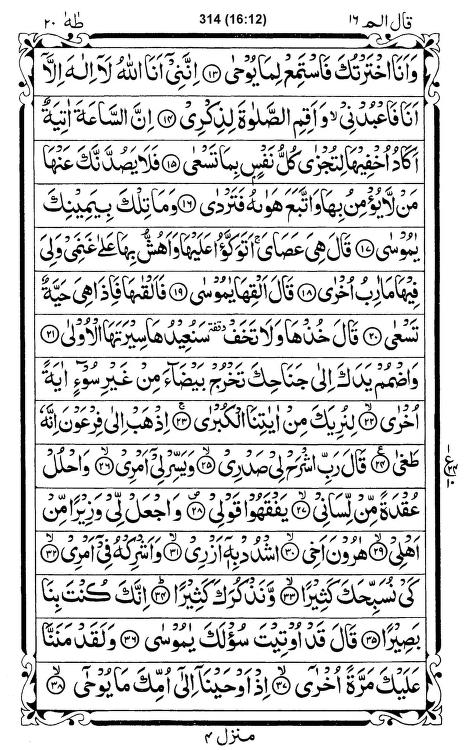 قال الم ١٦ 314 (16:12) طٰهٰ ٢٠
وَاَنَا اخْتَرْتُكَ فَاسْتَمِعْ لِمَا يُوْحٰى ﴿١٣﴾ اِنَّنِيْۤ اَنَا اللّٰهُ لَاۤ اِلٰهَ اِلَّاۤ
اَنَا فَاعْبُدْنِيْ ۙ وَاَقِمِ الصَّلٰوةَ لِذِكْرِيْ ﴿١٤﴾ اِنَّ السَّاعَةَ اٰتِيَةٌ
اَكَادُ اُخْفِيْهَا لِتُجْزٰى كُلُّ نَفْسٍۭ بِمَا تَسْعٰى ﴿١٥﴾ فَلَا يَصُدَّنَّكَ عَنْهَا
مَنْ لَّا يُؤْمِنُ بِهَا وَاتَّبَعَ هَوٰىهُ فَتَرْدٰى ﴿١٦﴾ وَمَا تِلْكَ بِيَمِيْنِكَ
يٰمُوْسٰى ﴿١٧﴾ قَالَ هِيَ عَصَايَ ۚ اَتَوَكَّؤُا عَلَيْهَا وَاَهُشُّ بِهَا عَلٰى غَنَمِيْ وَلِيَ
فِيْهَا مَاٰرِبُ اُخْرٰى ﴿١٨﴾ قَالَ اَلْقِهَا يٰمُوْسٰى ﴿١٩﴾ فَاَلْقٰىهَا فَاِذَا هِيَ حَيَّةٌ
تَسْعٰى ﴿٢٠﴾ قَالَ خُذْهَا وَلَا تَخَفْ وقفة سَنُعِيْدُهَا سِيْرَتَهَا الْاُوْلٰى ﴿٢١﴾
وَاضْمُمْ يَدَكَ اِلٰى جَنَاحِكَ تَخْرُجْ بَيْضَآءَ مِنْ غَيْرِ سُوْٓءٍ اٰيَةً
اُخْرٰى ﴿٢٢﴾ لِنُرِيَكَ مِنْ اٰيٰتِنَا الْكُبْرٰى ﴿٢٣﴾ اِذْهَبْ اِلٰى فِرْعَوْنَ اِنَّهٗ
طَغٰى ﴿٢٤﴾ قَالَ رَبِّ اشْرَحْ لِيْ صَدْرِيْ ﴿٢٥﴾ وَيَسِّرْ لِيْۤ اَمْرِيْ ﴿٢٦﴾ وَاحْلُلْ
عُقْدَةً مِّنْ لِّسَانِيْ ﴿٢٧﴾ يَفْقَهُوْا قَوْلِيْ ﴿٢٨﴾ وَاجْعَلْ لِّيْ وَزِيْرًا مِّنْ
اَهْلِيْ ﴿٢٩﴾ هٰرُوْنَ اَخِي ﴿٣٠﴾ اشْدُدْ بِهٖۤ اَزْرِيْ ﴿٣١﴾ وَاَشْرِكْهُ فِيْۤ اَمْرِيْ ﴿٣٢﴾
كَيْ نُسَبِّحَكَ كَثِيْرًا ﴿٣٣﴾ وَّنَذْكُرَكَ كَثِيْرًا ﴿٣٤﴾ اِنَّكَ كُنْتَ بِنَا
بَصِيْرًا ﴿٣٥﴾ قَالَ قَدْ اُوْتِيْتَ سُؤْلَكَ يٰمُوْسٰى ﴿٣٦﴾ وَلَقَدْ مَنَنَّا
عَلَيْكَ مَرَّةً اُخْرٰۤى ﴿٣٧﴾ اِذْ اَوْحَيْنَاۤ اِلٰۤى اُمِّكَ مَا يُوْحٰۤى ﴿٣٨﴾
منزل ٤